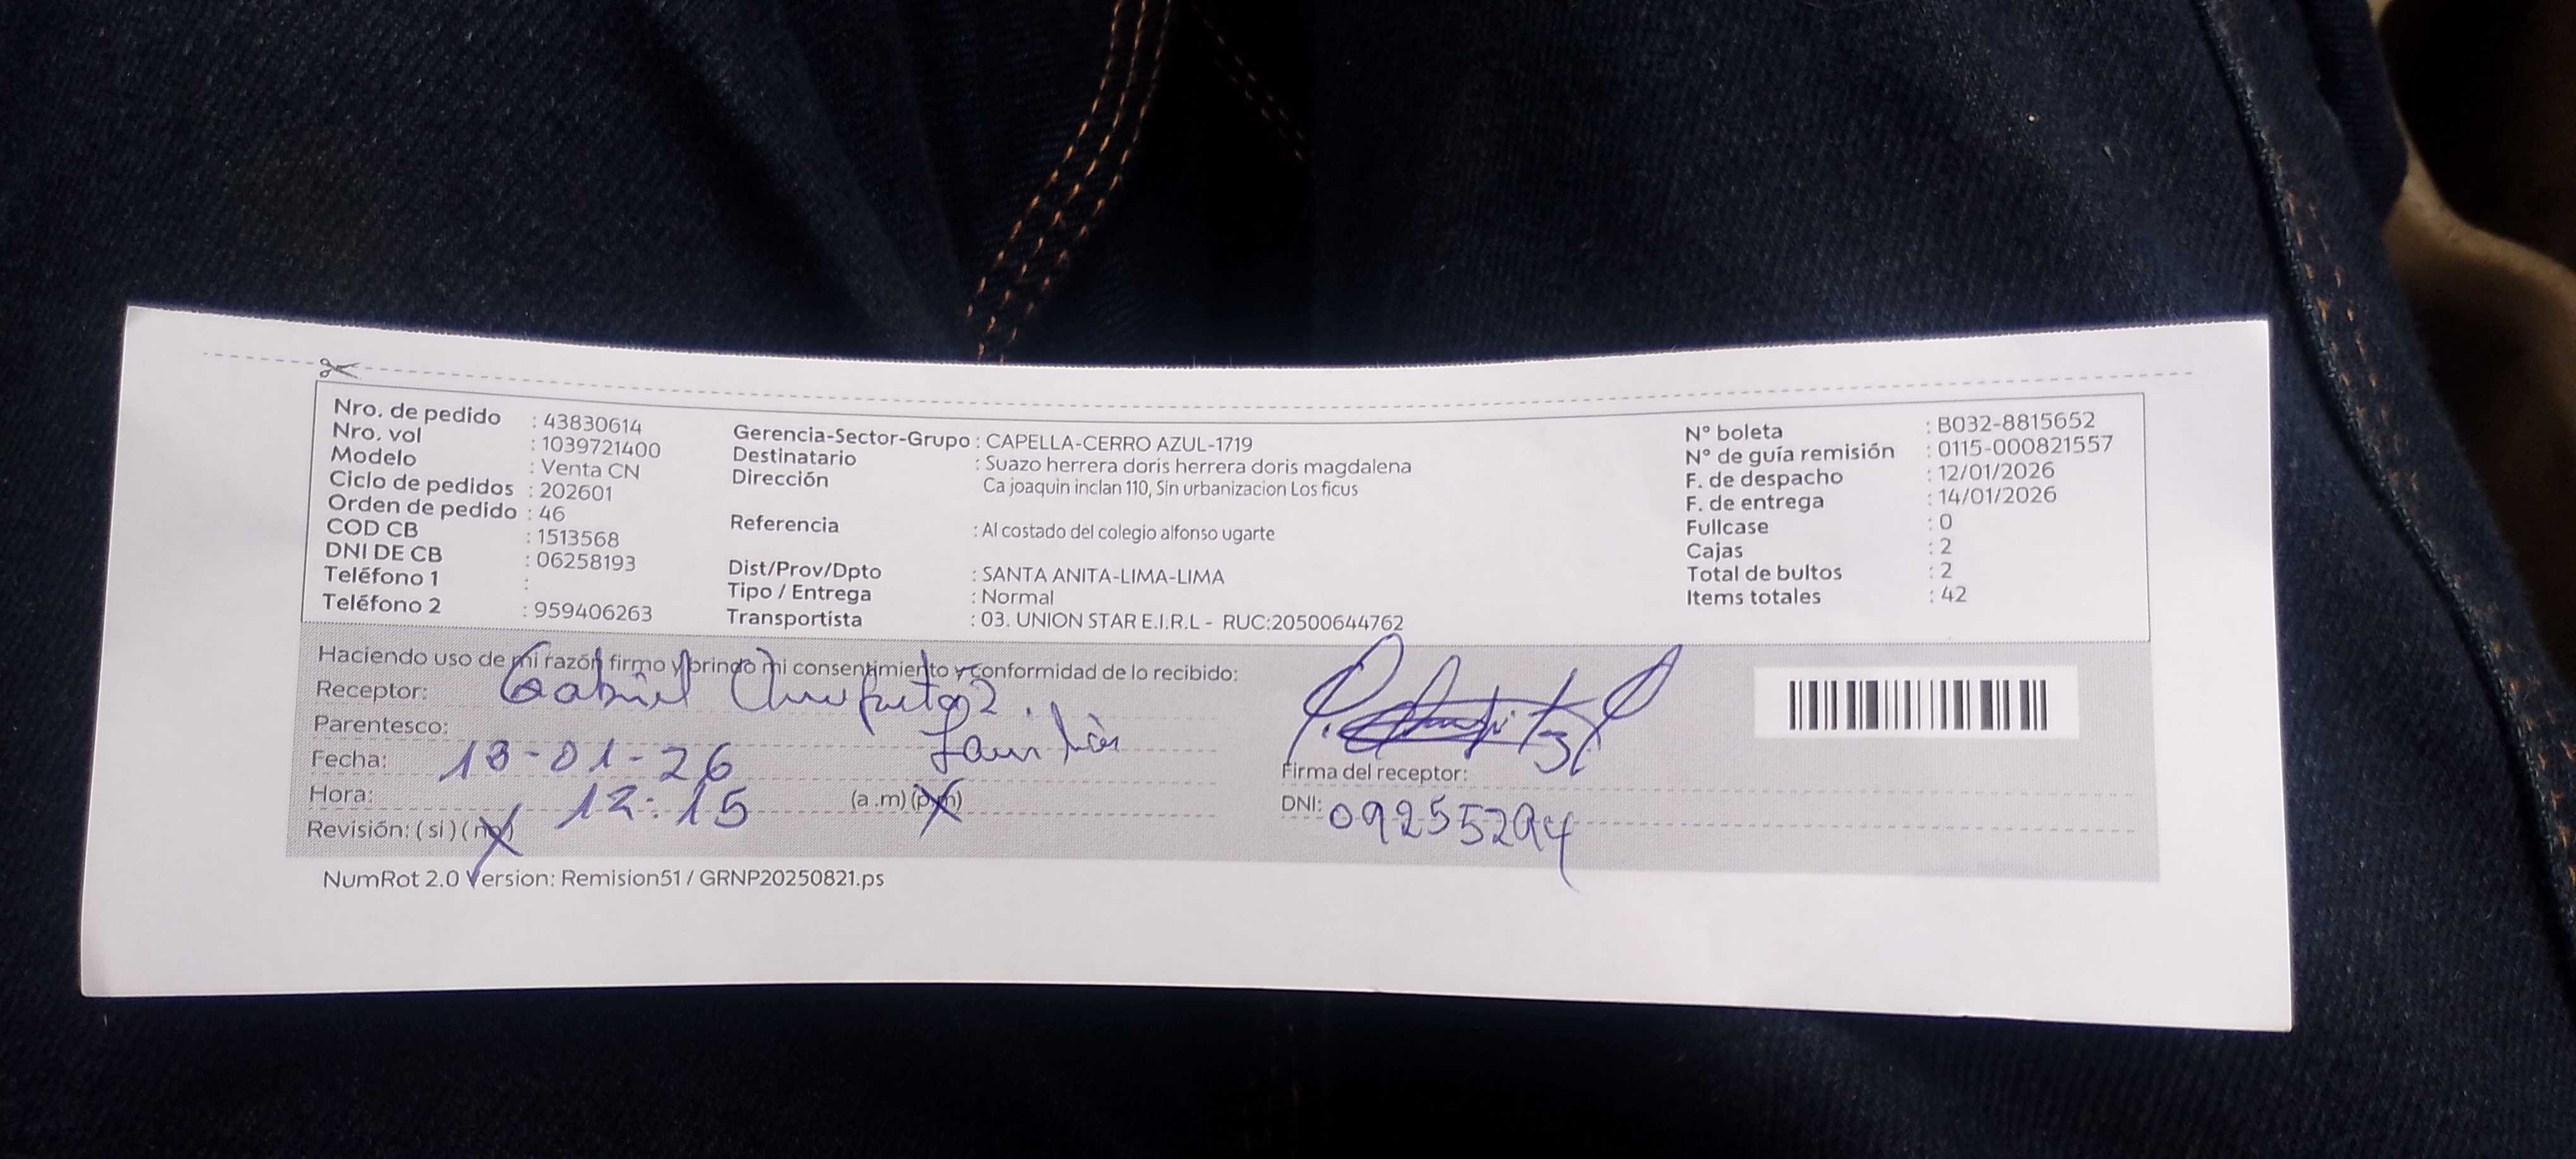 Nro. de pedido : 43830614
Nro. vol : 1039721400
Modelo : Venta CN
Ciclo de pedidos : 202601
Orden de pedido : 46
COD CB : 1513568
DNI DE CB : 06258193
Teléfono 1 :
Teléfono 2 : 959406263
Gerencia-Sector-Grupo : CAPELLA-CERRO AZUL-1719
Destinatario : Suazo herrera doris herrera doris magdalena
Dirección Ca joaquin inclan 110, Sin urbanizacion Los ficus
Referencia : Al costado del colegio alfonso ugarte
Dist/Prov/Dpto : SANTA ANITA-LIMA-LIMA
Tipo / Entrega : Normal
Transportista : 03. UNION STAR E.I.R.L - RUC:20500644762
N° boleta : B032-8815652
N° de guía remisión : 0115-000821557
F. de despacho : 12/01/2026
F. de entrega : 14/01/2026
Fullcase : 0
Cajas : 2
Total de bultos : 2
Items totales : 42
Haciendo uso de mi razón firmo y brindo mi consentimiento y conformidad de lo recibido:
Receptor: Gabriel
Parentesco:
Fecha: 13-01-26
Hora: 12:15 (a .m) (p.m)
Revisión: ( si ) ( no )
Firma del receptor:
DNI: 09255294
NumRot 2.0 Version: Remision51 / GRNP20250821.ps